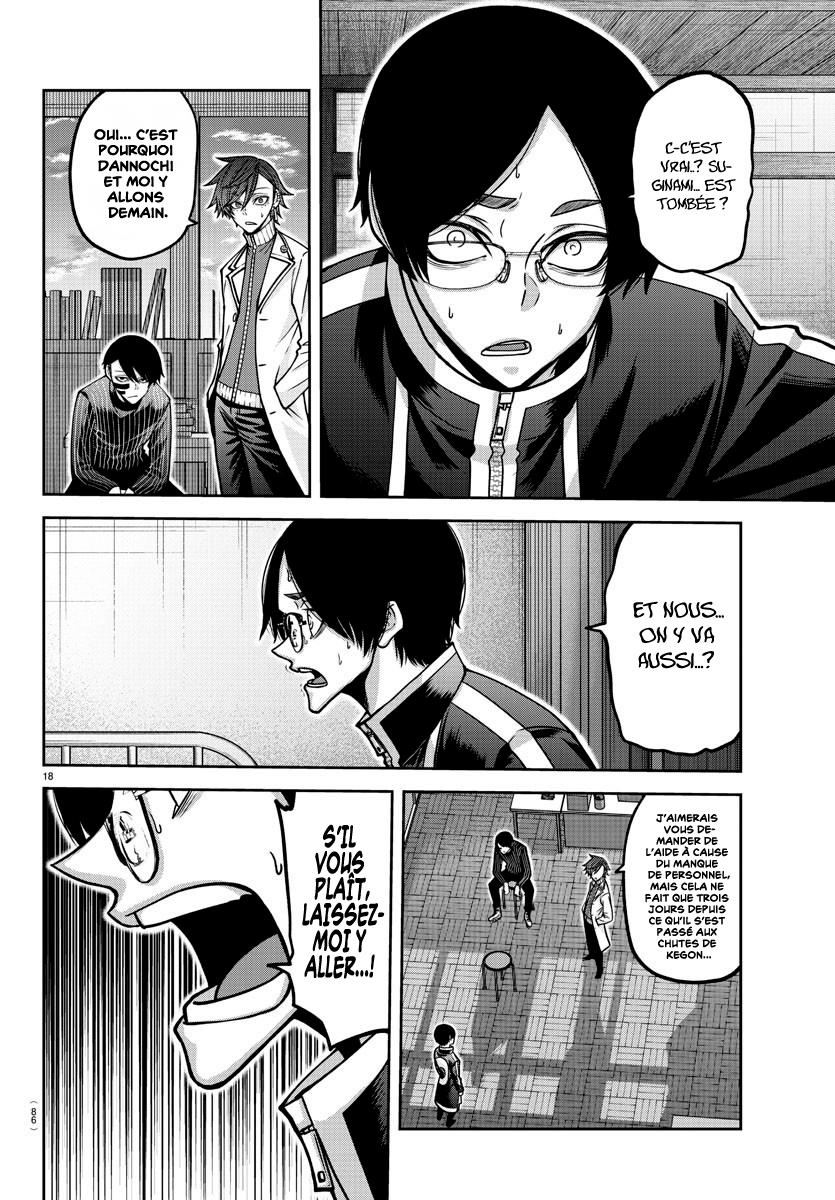 C-C'EST
VRAI..? SU-
GINAMI... EST
TOMBÉE ?
OUI... C'EST
POURQUOI
DANNOCHI
ET MOI Y
ALLONS
DEMAIN.
ET NOUS...
ON Y VA
AUSSI...?
18
J'AIMERAIS
VOUS DE-
MANDER DE
L'AIDE À CAUSE
DU MANQUE
DE PERSONNEL,
MAIS CELA NE
FAIT QUE TROIS
JOURS DEPUIS
CE QU'IL S'EST
PASSÉ AUX
CHUTES DE
KEGON...
S'IL
VOUS
PLAÎT,
LAISSEZ-
MOI Y
ALLER...!
(86)